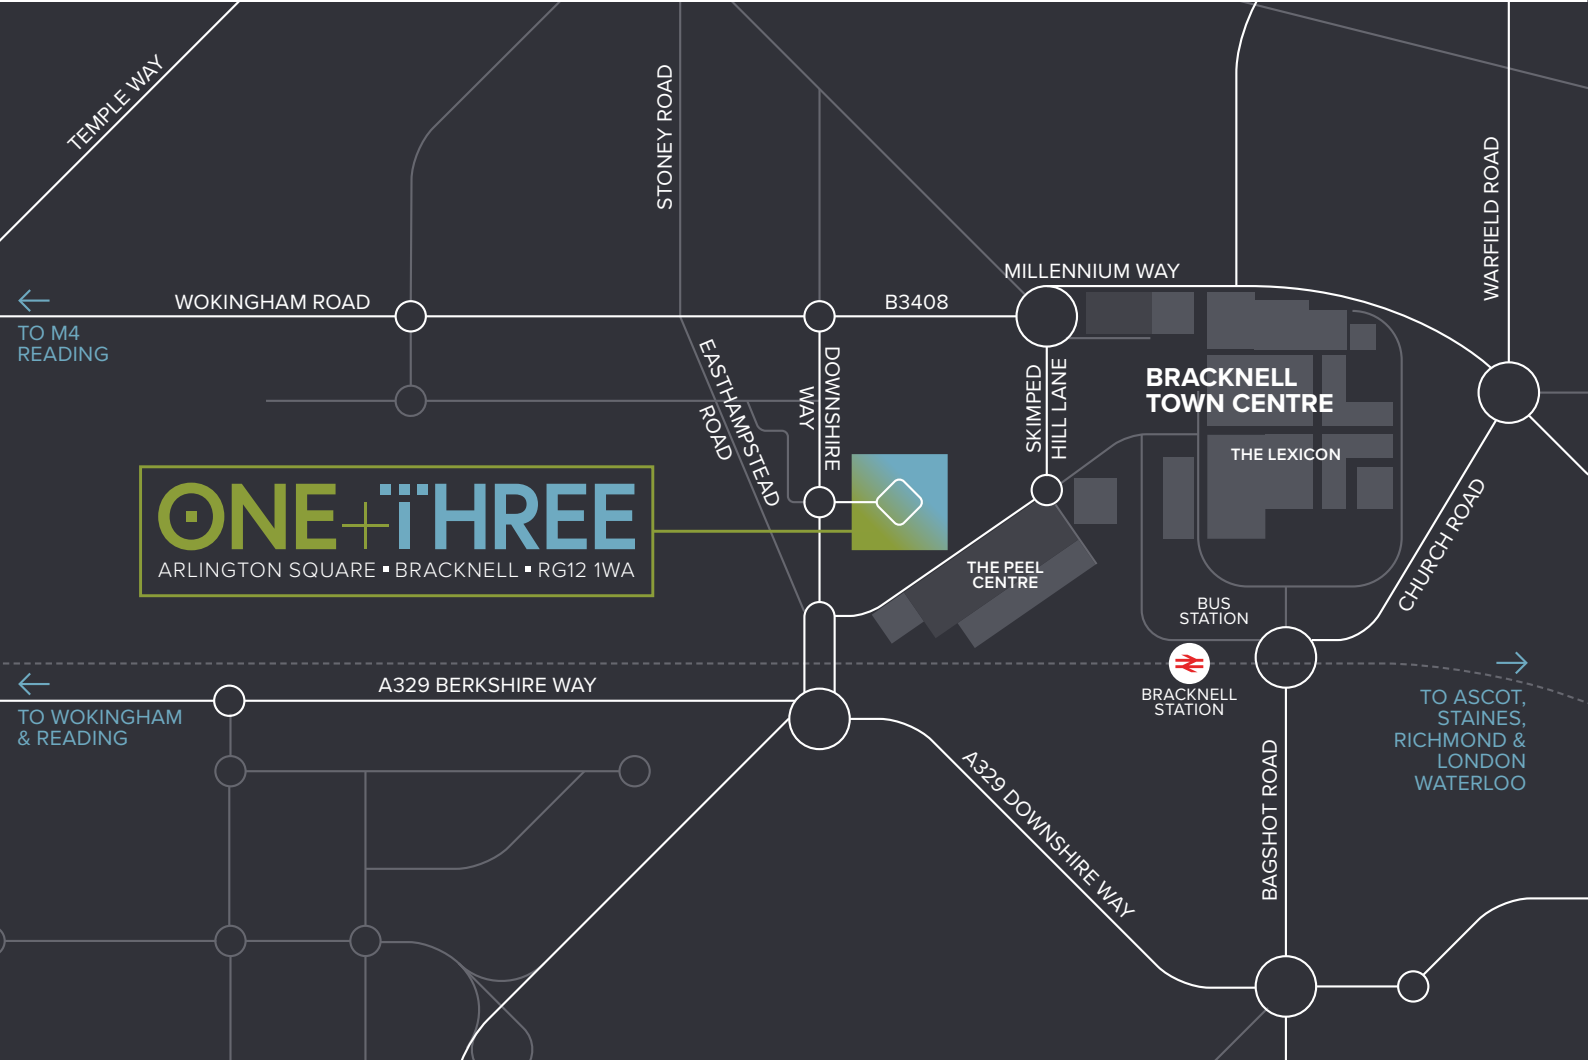 TEMPLE WAY
STONEY ROAD
WARFIELD ROAD
MILLENNIUM WAY
WOKINGHAM ROAD
B3408
TO M4
READING
EASTHAMPSTEAD
ROAD
DOWNSHIRE
WAY
SKIMPED
HILL LANE
BRACKNELL
TOWN CENTRE
THE LEXICON
ONE+THREE
ARLINGTON SQUARE ▪ BRACKNELL ▪ RG12 1WA
THE PEEL
CENTRE
CHURCH ROAD
BUS
STATION
BRACKNELL
STATION
A329 BERKSHIRE WAY
TO WOKINGHAM
& READING
TO ASCOT,
STAINES,
RICHMOND &
LONDON
WATERLOO
A329 DOWNSHIRE WAY
BAGSHOT ROAD